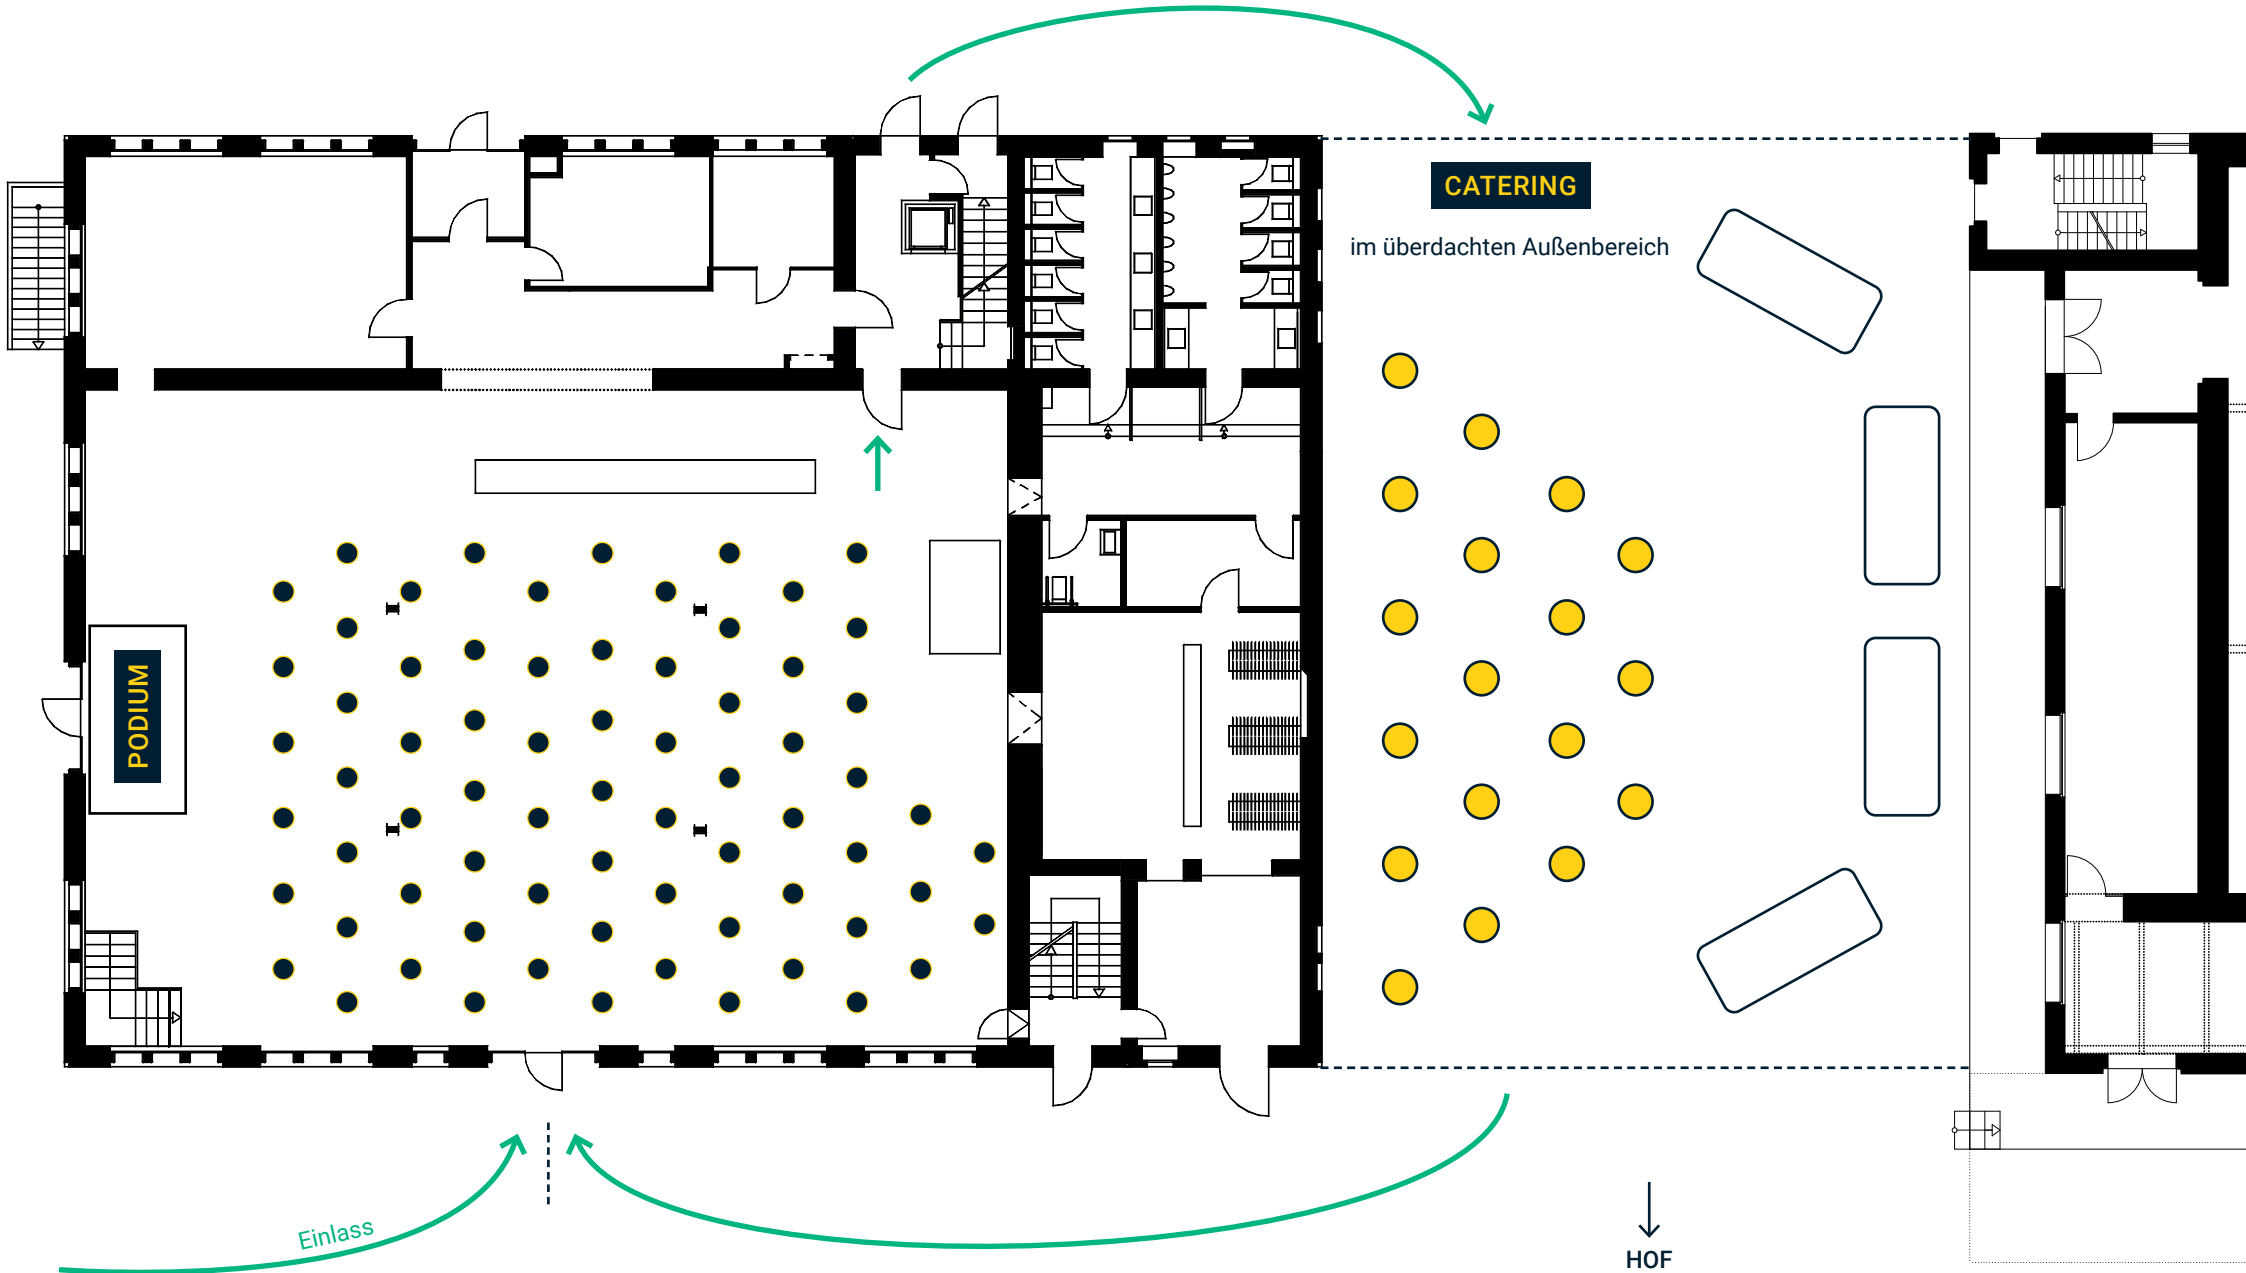 CATERING
im überdachten Außenbereich
PODIUM
Einlass
HOF